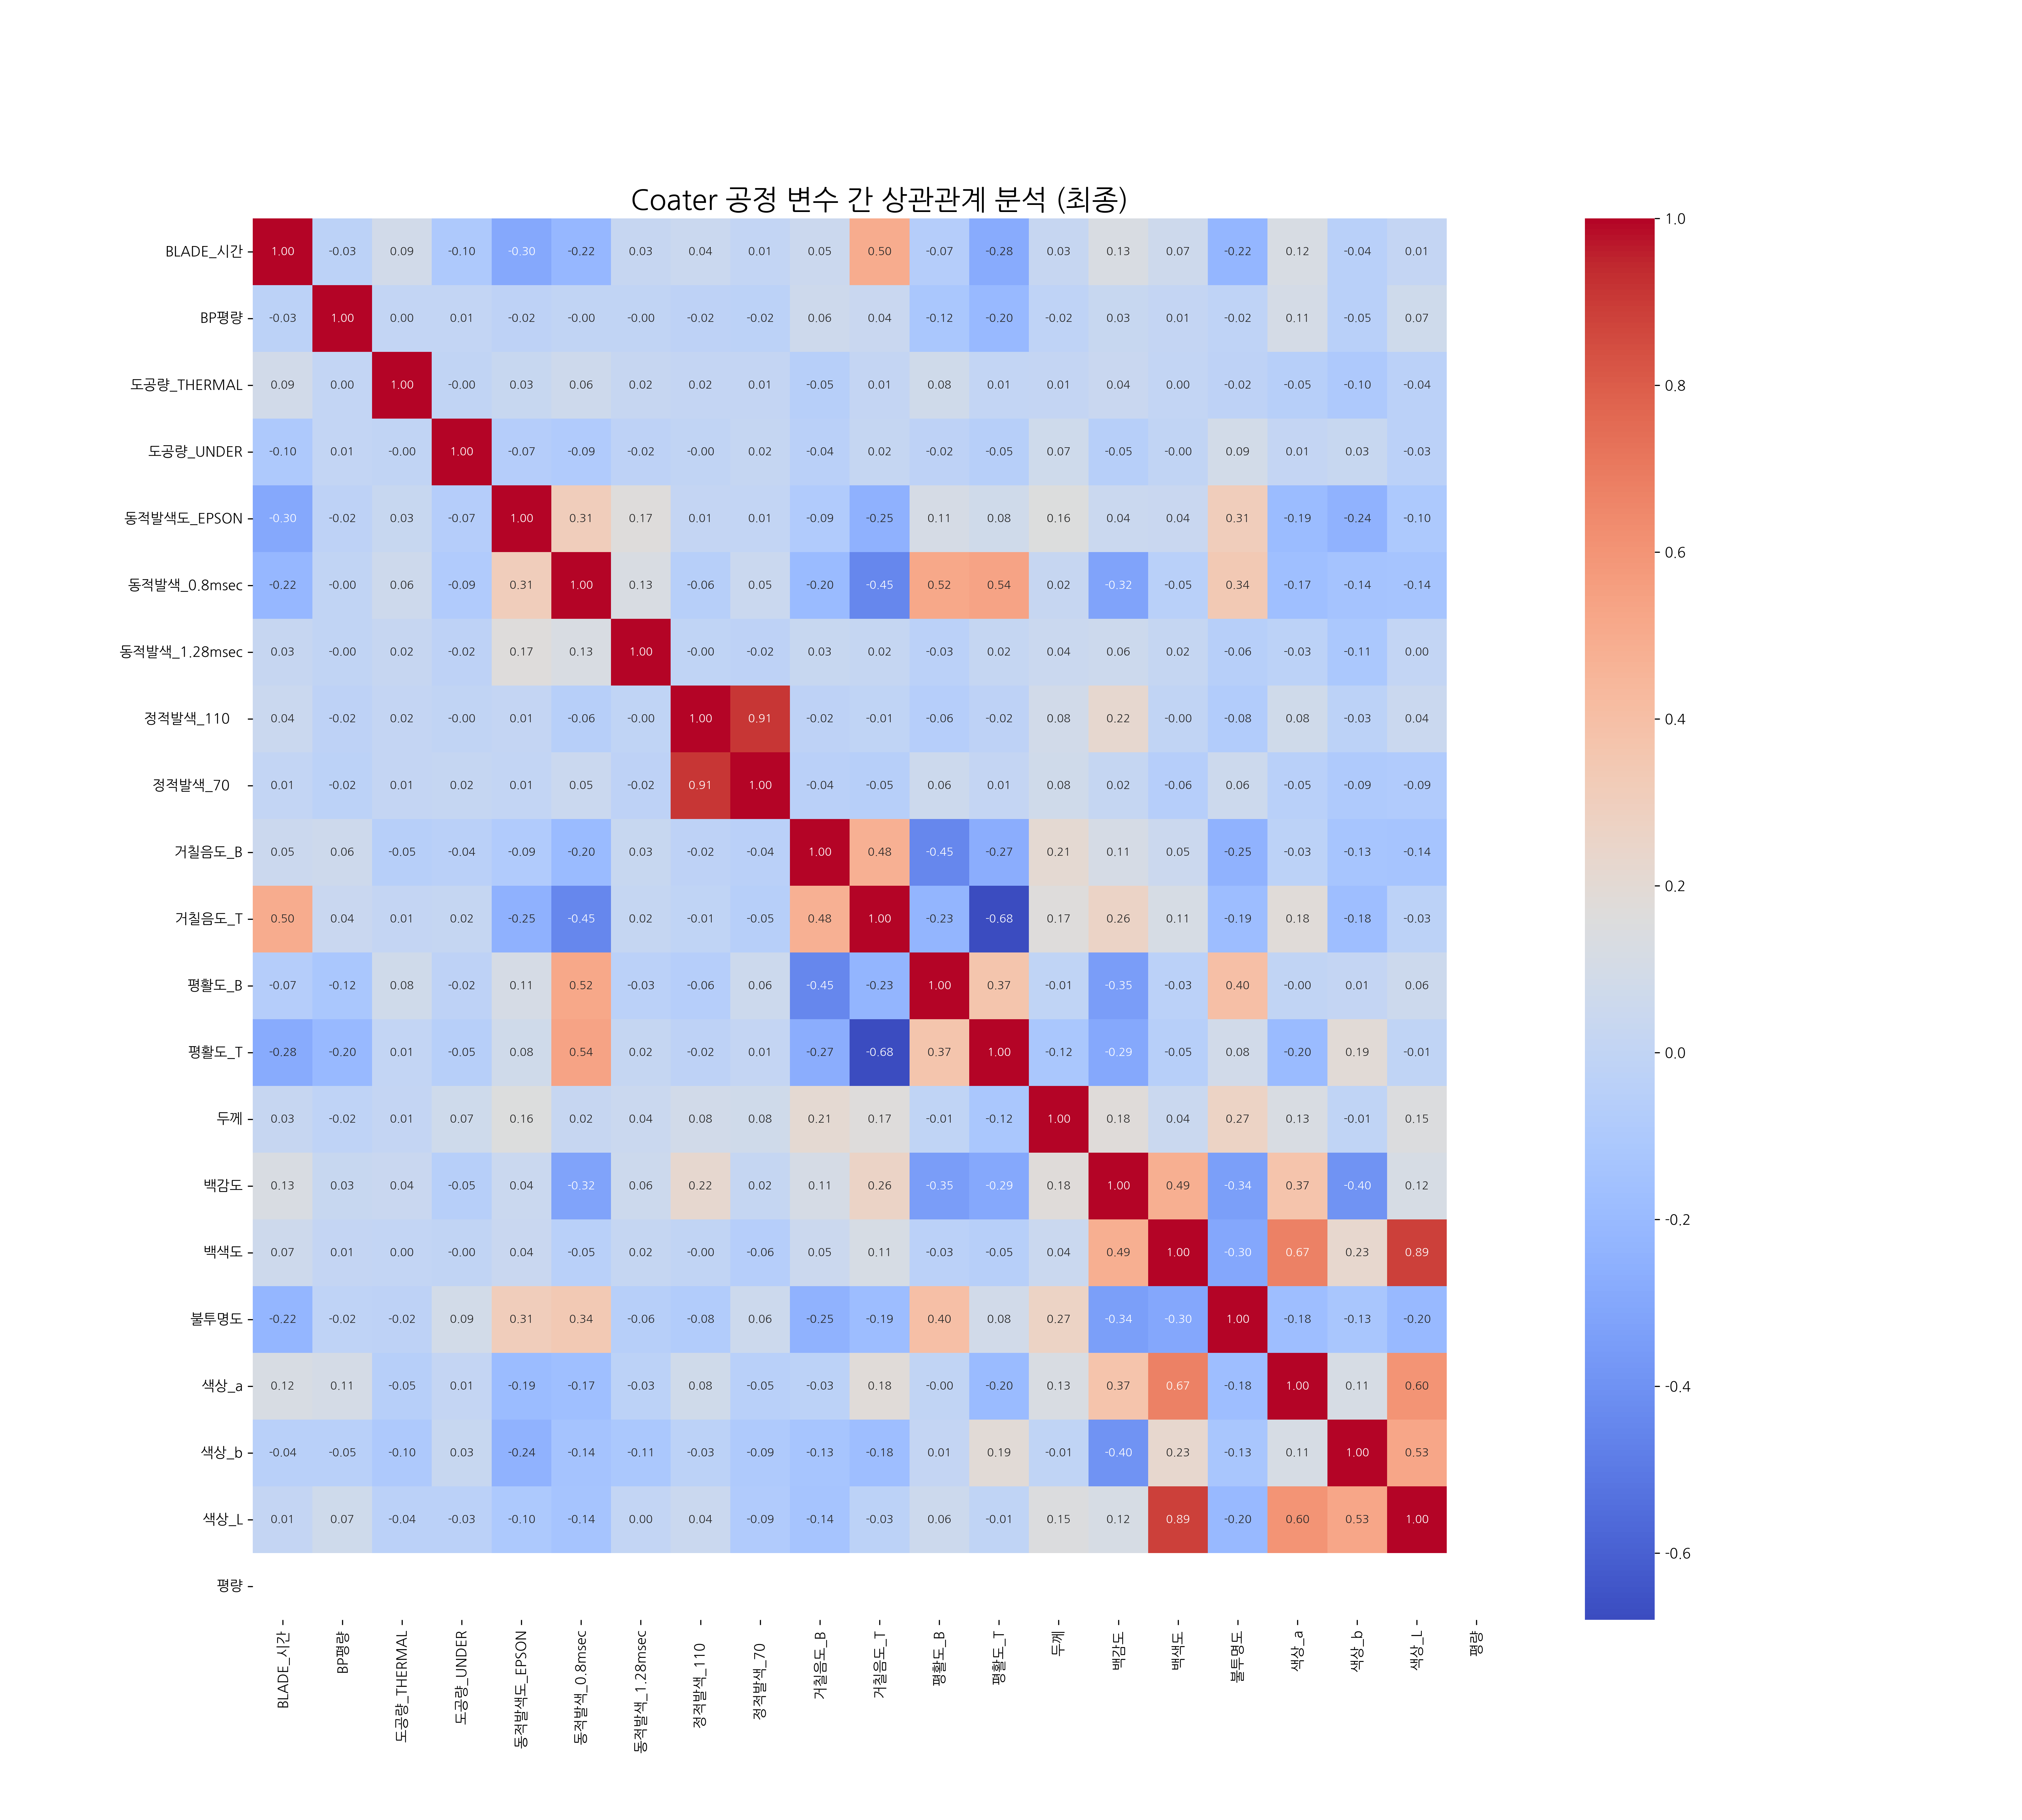 Coater 공정 변수 간 상관관계 분석 (최종)
BLADE_시간 1.00 -0.03 0.09 -0.10 -0.30 -0.22 0.03 0.04 0.01 0.05 0.50 -0.07 -0.28 0.03 0.13 0.07 -0.22 0.12 -0.04 0.01
BP평량 -0.03 1.00 0.00 0.01 -0.02 -0.00 -0.00 -0.02 -0.02 0.06 0.04 -0.12 -0.20 -0.02 0.03 0.01 -0.02 0.11 -0.05 0.07
도공량_THERMAL 0.09 0.00 1.00 -0.00 0.03 0.06 0.02 0.02 0.01 -0.05 0.01 0.08 0.01 0.01 0.04 0.00 -0.02 -0.05 -0.10 -0.04
도공량_UNDER -0.10 0.01 -0.00 1.00 -0.07 -0.09 -0.02 -0.00 0.02 -0.04 0.02 -0.02 -0.05 0.07 -0.05 -0.00 0.09 0.01 0.03 -0.03
동적발색도_EPSON -0.30 -0.02 0.03 -0.07 1.00 0.31 0.17 0.01 0.01 -0.09 -0.25 0.11 0.08 0.16 0.04 0.04 0.31 -0.19 -0.24 -0.10
동적발색_0.8msec -0.22 -0.00 0.06 -0.09 0.31 1.00 0.13 -0.06 0.05 -0.20 -0.45 0.52 0.54 0.02 -0.32 -0.05 0.34 -0.17 -0.14 -0.14
동적발색_1.28msec 0.03 -0.00 0.02 -0.02 0.17 0.13 1.00 -0.00 -0.02 0.03 0.02 -0.03 0.02 0.04 0.06 0.02 -0.06 -0.03 -0.11 0.00
정적발색_110 0.04 -0.02 0.02 -0.00 0.01 -0.06 -0.00 1.00 0.91 -0.02 -0.01 -0.06 -0.02 0.08 0.22 -0.00 -0.08 0.08 -0.03 0.04
정적발색_70 0.01 -0.02 0.01 0.02 0.01 0.05 -0.02 0.91 1.00 -0.04 -0.05 0.06 0.01 0.08 0.02 -0.06 0.06 -0.05 -0.09 -0.09
거칠음도_B 0.05 0.06 -0.05 -0.04 -0.09 -0.20 0.03 -0.02 -0.04 1.00 0.48 -0.45 -0.27 0.21 0.11 0.05 -0.25 -0.03 -0.13 -0.14
거칠음도_T 0.50 0.04 0.01 0.02 -0.25 -0.45 0.02 -0.01 -0.05 0.48 1.00 -0.23 -0.68 0.17 0.26 0.11 -0.19 0.18 -0.18 -0.03
평활도_B -0.07 -0.12 0.08 -0.02 0.11 0.52 -0.03 -0.06 0.06 -0.45 -0.23 1.00 0.37 -0.01 -0.35 -0.03 0.40 -0.00 0.01 0.06
평활도_T -0.28 -0.20 0.01 -0.05 0.08 0.54 0.02 -0.02 0.01 -0.27 -0.68 0.37 1.00 -0.12 -0.29 -0.05 0.08 -0.20 0.19 -0.01
두께 0.03 -0.02 0.01 0.07 0.16 0.02 0.04 0.08 0.08 0.21 0.17 -0.01 -0.12 1.00 0.18 0.04 0.27 0.13 -0.01 0.15
백감도 0.13 0.03 0.04 -0.05 0.04 -0.32 0.06 0.22 0.02 0.11 0.26 -0.35 -0.29 0.18 1.00 0.49 -0.34 0.37 -0.40 0.12
백색도 0.07 0.01 0.00 -0.00 0.04 -0.05 0.02 -0.00 -0.06 0.05 0.11 -0.03 -0.05 0.04 0.49 1.00 -0.30 0.67 0.23 0.89
불투명도 -0.22 -0.02 -0.02 0.09 0.31 0.34 -0.06 -0.08 0.06 -0.25 -0.19 0.40 0.08 0.27 -0.34 -0.30 1.00 -0.18 -0.13 -0.20
색상_a 0.12 0.11 -0.05 0.01 -0.19 -0.17 -0.03 0.08 -0.05 -0.03 0.18 -0.00 -0.20 0.13 0.37 0.67 -0.18 1.00 0.11 0.60
색상_b -0.04 -0.05 -0.10 0.03 -0.24 -0.14 -0.11 -0.03 -0.09 -0.13 -0.18 0.01 0.19 -0.01 -0.40 0.23 -0.13 0.11 1.00 0.53
색상_L 0.01 0.07 -0.04 -0.03 -0.10 -0.14 0.00 0.04 -0.09 -0.14 -0.03 0.06 -0.01 0.15 0.12 0.89 -0.20 0.60 0.53 1.00
평량
BLADE_시간
BP평량
도공량_THERMAL
도공량_UNDER
동적발색도_EPSON
동적발색_0.8msec
동적발색_1.28msec
정적발색_110
정적발색_70
거칠음도_B
거칠음도_T
평활도_B
평활도_T
두께
백감도
백색도
불투명도
색상_a
색상_b
색상_L
평량
1.0
0.8
0.6
0.4
0.2
0.0
-0.2
-0.4
-0.6